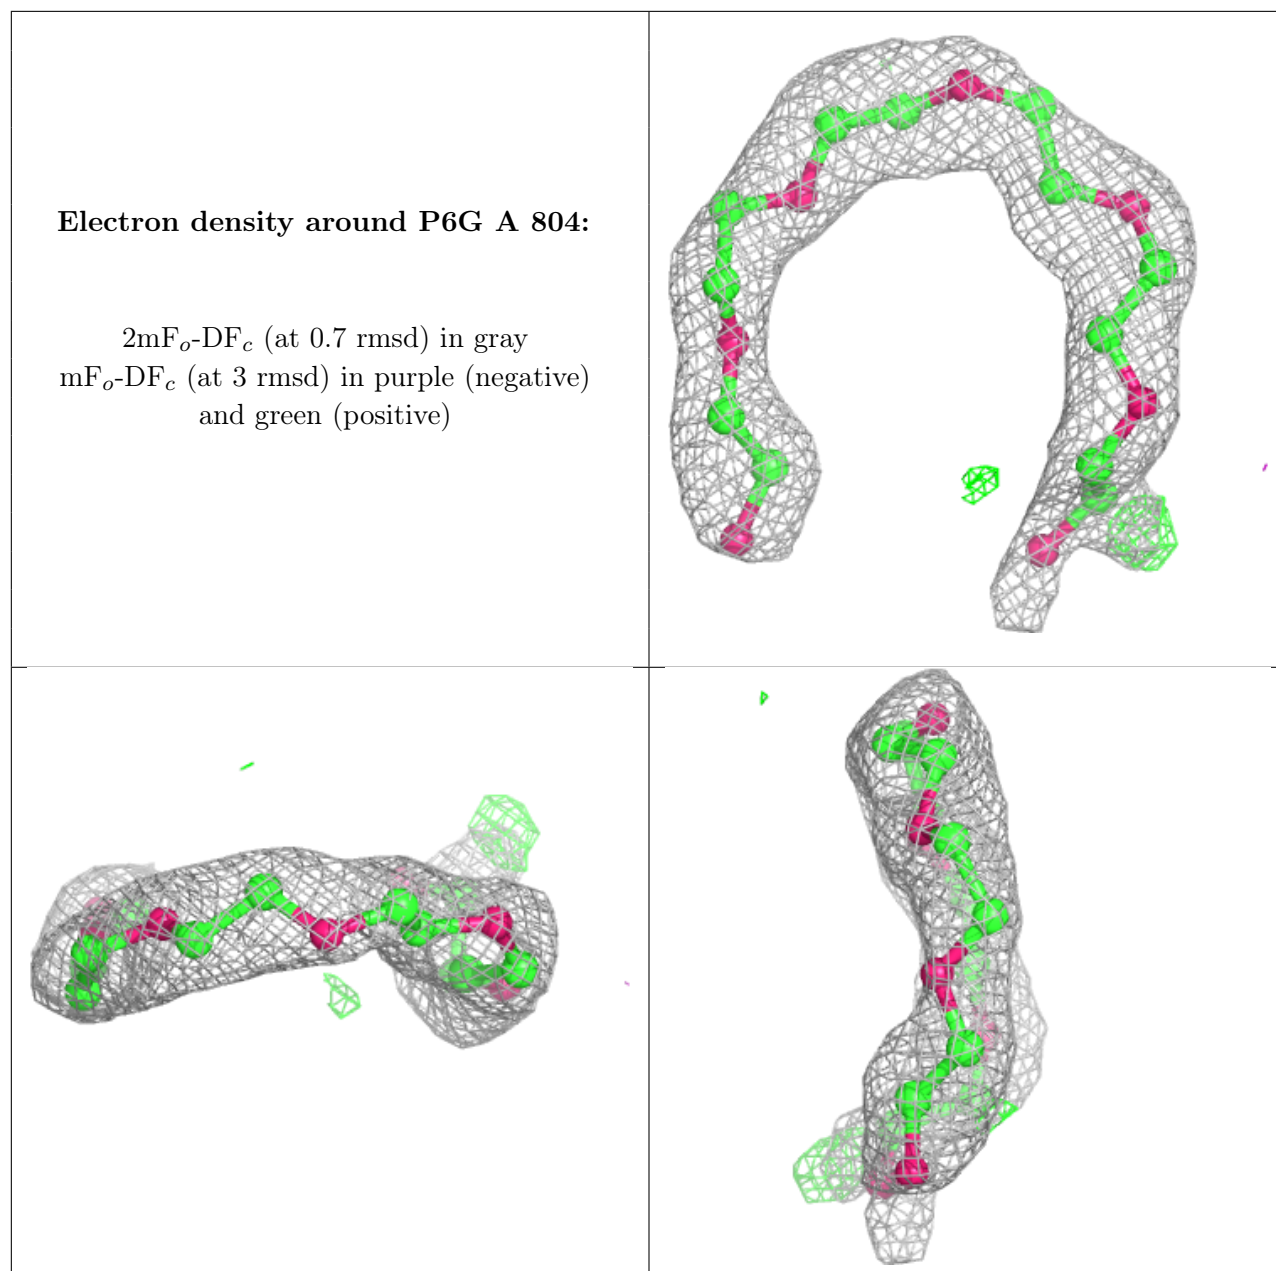 Electron density around P6G A 804:
2mFo-DFc (at 0.7 rmsd) in gray
mFo-DFc (at 3 rmsd) in purple (negative)
and green (positive)